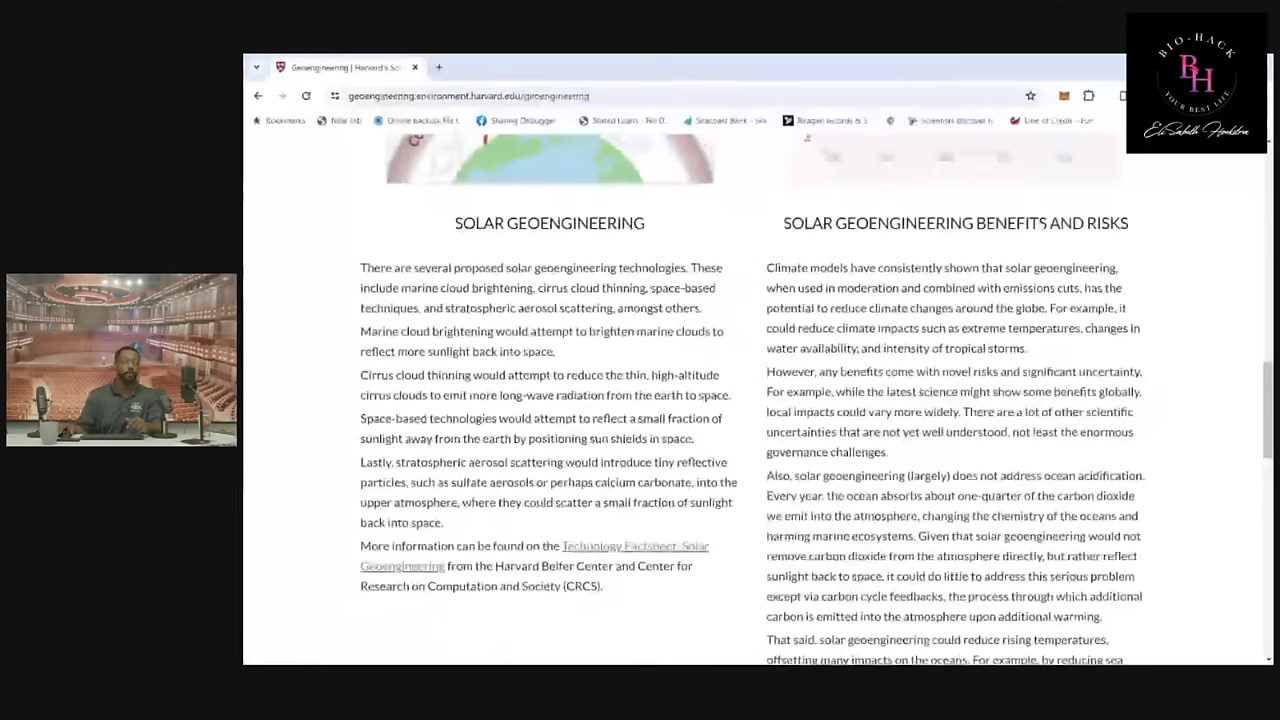 BIO-HACK
BH
YOUR BEST LIFE
Geoengineering | Harvard's
geoengineering.environment.harvard.edu/geoengineering
Bookmarks
New Tab
Sharing Debugger
SOLAR GEOENGINEERING
There are several proposed solar geoengineering technologies. These
include marine cloud brightening, cirrus cloud thinning, space-based
techniques, and stratospheric aerosol scattering, amongst others.
Marine cloud brightening would attempt to brighten marine clouds to
reflect more sunlight back into space.
Cirrus cloud thinning would attempt to reduce the thin, high-altitude
cirrus clouds to emit more long-wave radiation from the earth to space.
Space-based technologies would attempt to reflect a small fraction of
sunlight away from the earth by positioning sun shields in space.
Lastly, stratospheric aerosol scattering would introduce tiny reflective
particles, such as sulfate aerosols or perhaps calcium carbonate, into the
upper atmosphere, where they could scatter a small fraction of sunlight
back into space.
More information can be found on the Technology Factsheet: Solar
Geoengineering from the Harvard Belfer Center and Center for
Research on Computation and Society (CRCS).
SOLAR GEOENGINEERING BENEFITS AND RISKS
Climate models have consistently shown that solar geoengineering,
when used in moderation and combined with emissions cuts, has the
potential to reduce climate changes around the globe. For example, it
could reduce climate impacts such as extreme temperatures, changes in
water availability, and intensity of tropical storms.
However, any benefits come with novel risks and significant uncertainty.
For example, while the latest science might show some benefits globally,
local impacts could vary more widely. There are a lot of other scientific
uncertainties that are not yet well understood, not least the enormous
governance challenges.
Also, solar geoengineering (largely) does not address ocean acidification.
Every year, the ocean absorbs about one-quarter of the carbon dioxide
we emit into the atmosphere, changing the chemistry of the oceans and
harming marine ecosystems. Given that solar geoengineering would not
remove carbon dioxide from the atmosphere directly, but rather reflect
sunlight back to space, it could do little to address this serious problem
except via carbon cycle feedbacks, the process through which additional
carbon is emitted into the atmosphere upon additional warming.
That said, solar geoengineering could reduce rising temperatures,
offsetting many impacts on the oceans. For example, by reducing sea